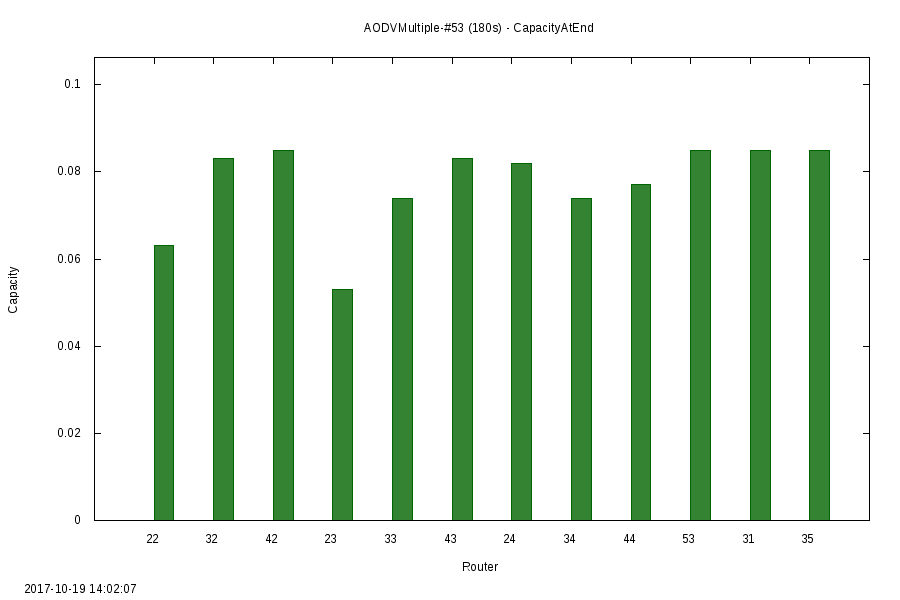 AODVMultiple-#53 (180s) - CapacityAtEnd
0.1
0.08
0.06
0.04
0.02
0
Capacity
22 32 42 23 33 43 24 34 44 53 31 35
Router
2017-10-19 14:02:07